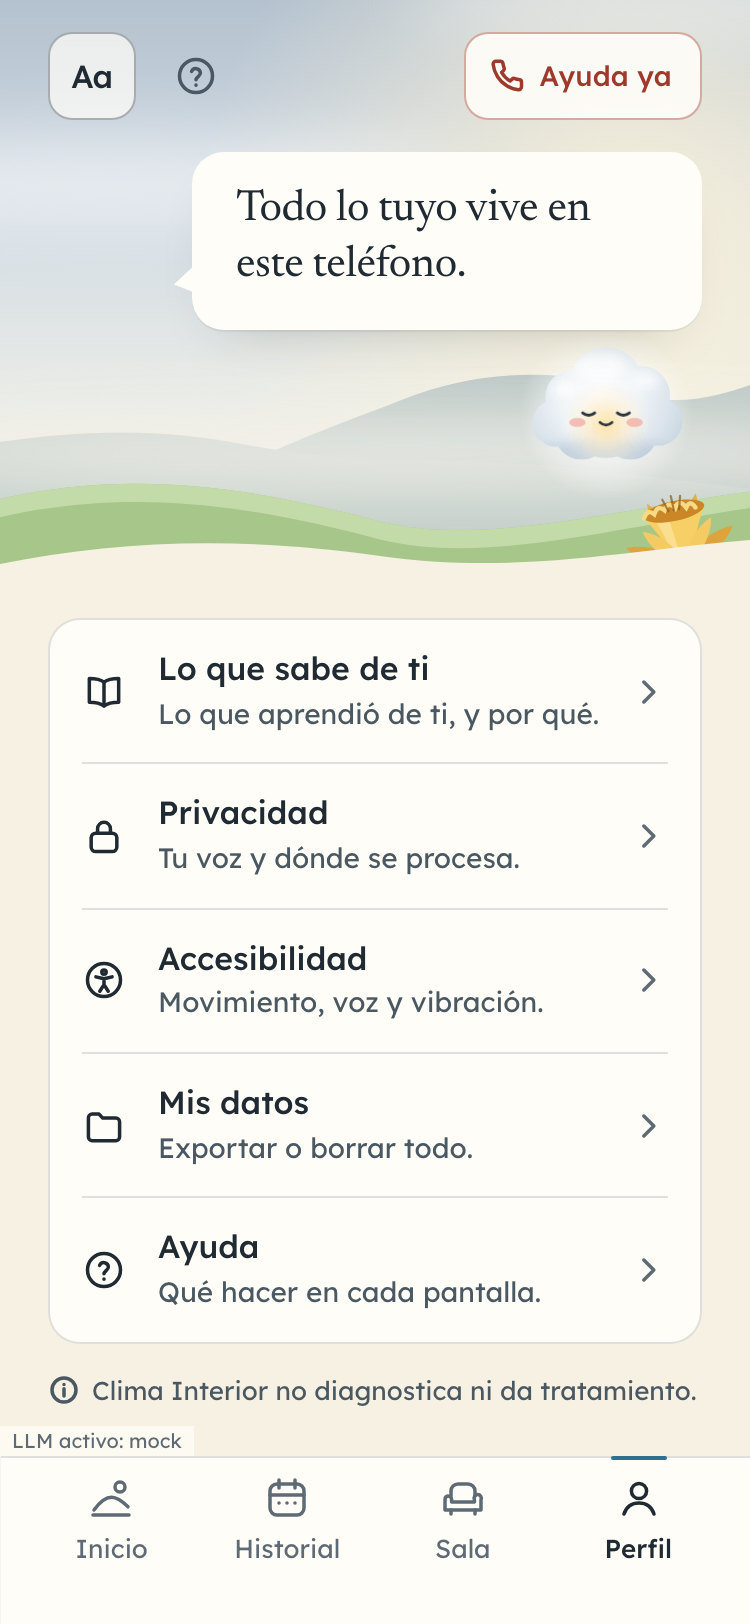 Aa
Ayuda ya
Todo lo tuyo vive en
este teléfono.
Lo que sabe de ti
Lo que aprendió de ti, y por qué.
Privacidad
Tu voz y dónde se procesa.
Accesibilidad
Movimiento, voz y vibración.
Mis datos
Exportar o borrar todo.
Ayuda
Qué hacer en cada pantalla.
Clima Interior no diagnostica ni da tratamiento.
LLM activo: mock
Inicio
Historial
Sala
Perfil